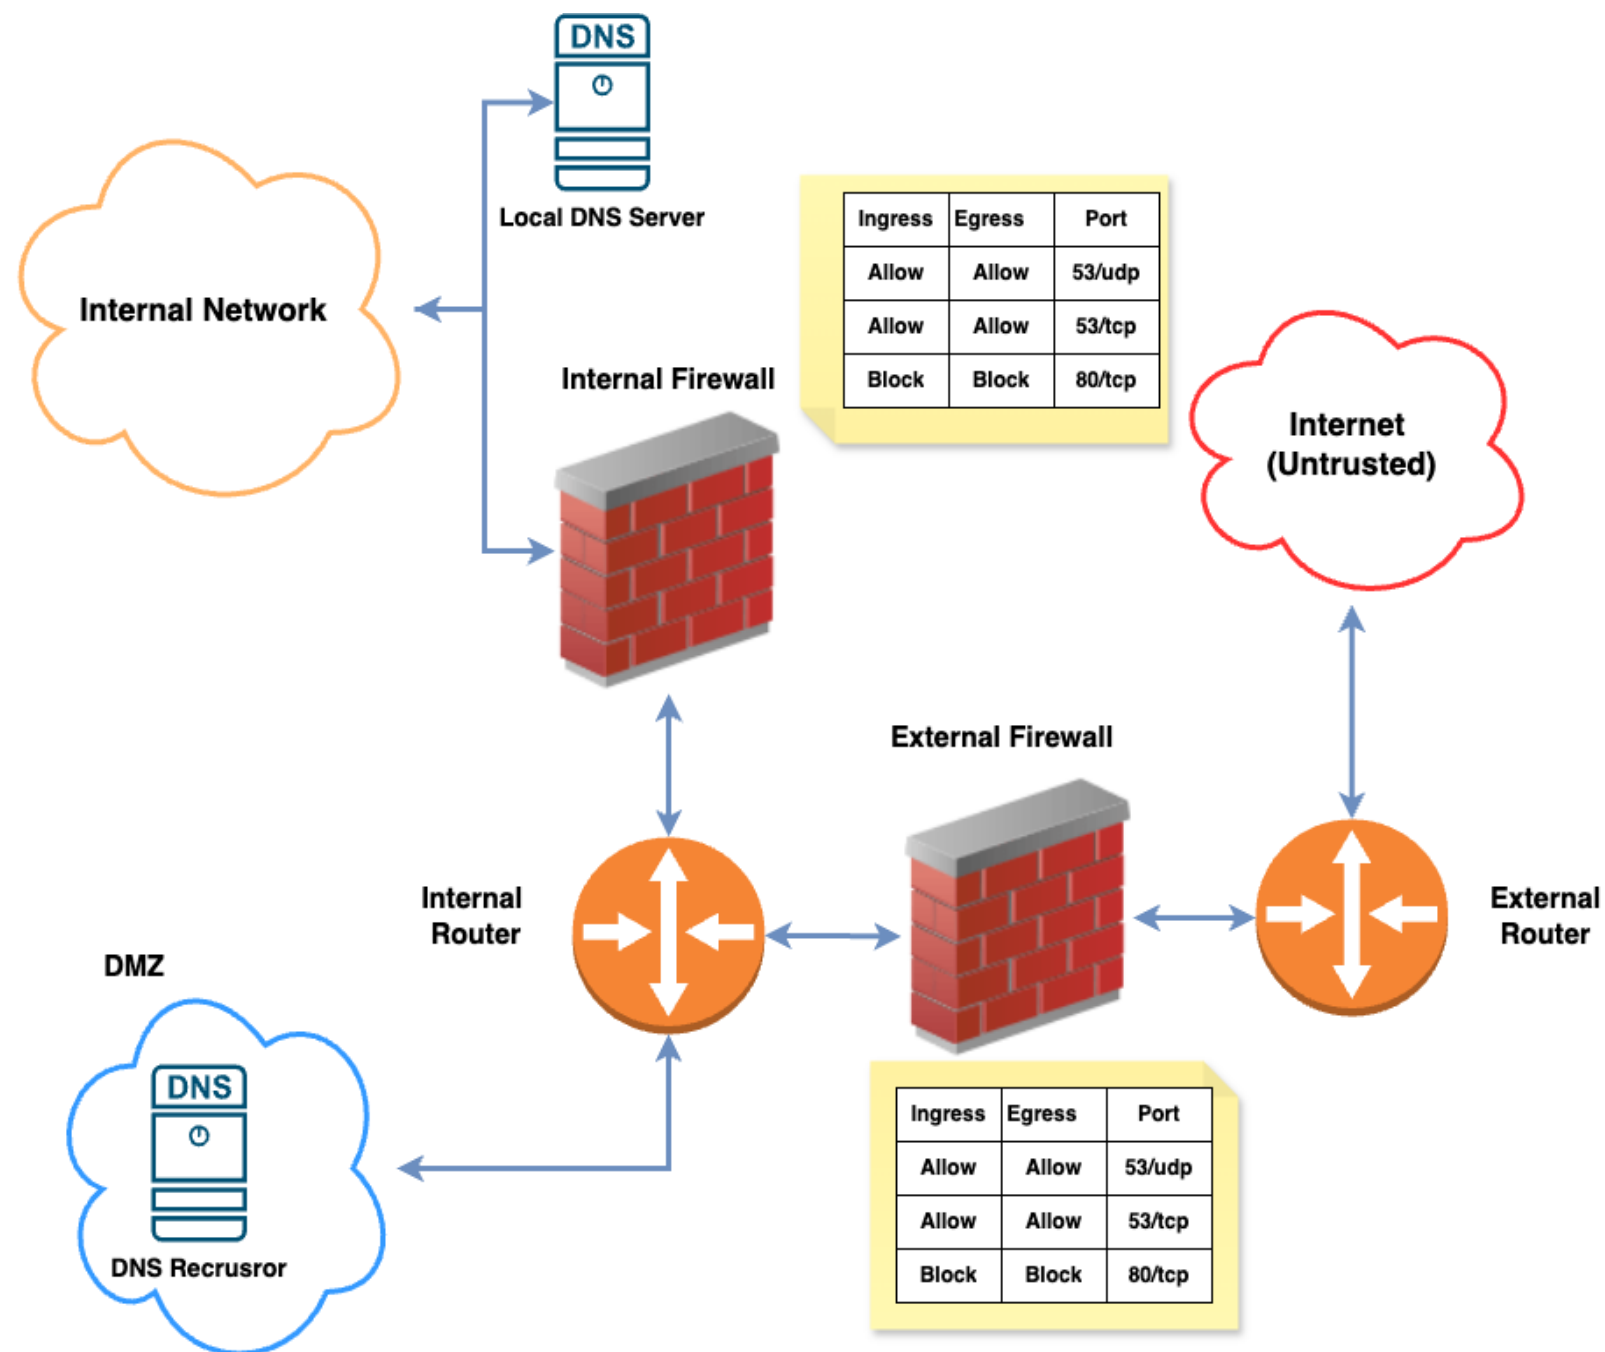 DNS
Local DNS Server
Internal Network
Ingress Egress Port
Allow Allow 53/udp
Allow Allow 53/tcp
Block Block 80/tcp
Internal Firewall
Internet
(Untrusted)
External Firewall
Internal
Router
External
Router
DMZ
DNS
DNS Recrusror
Ingress Egress Port
Allow Allow 53/udp
Allow Allow 53/tcp
Block Block 80/tcp